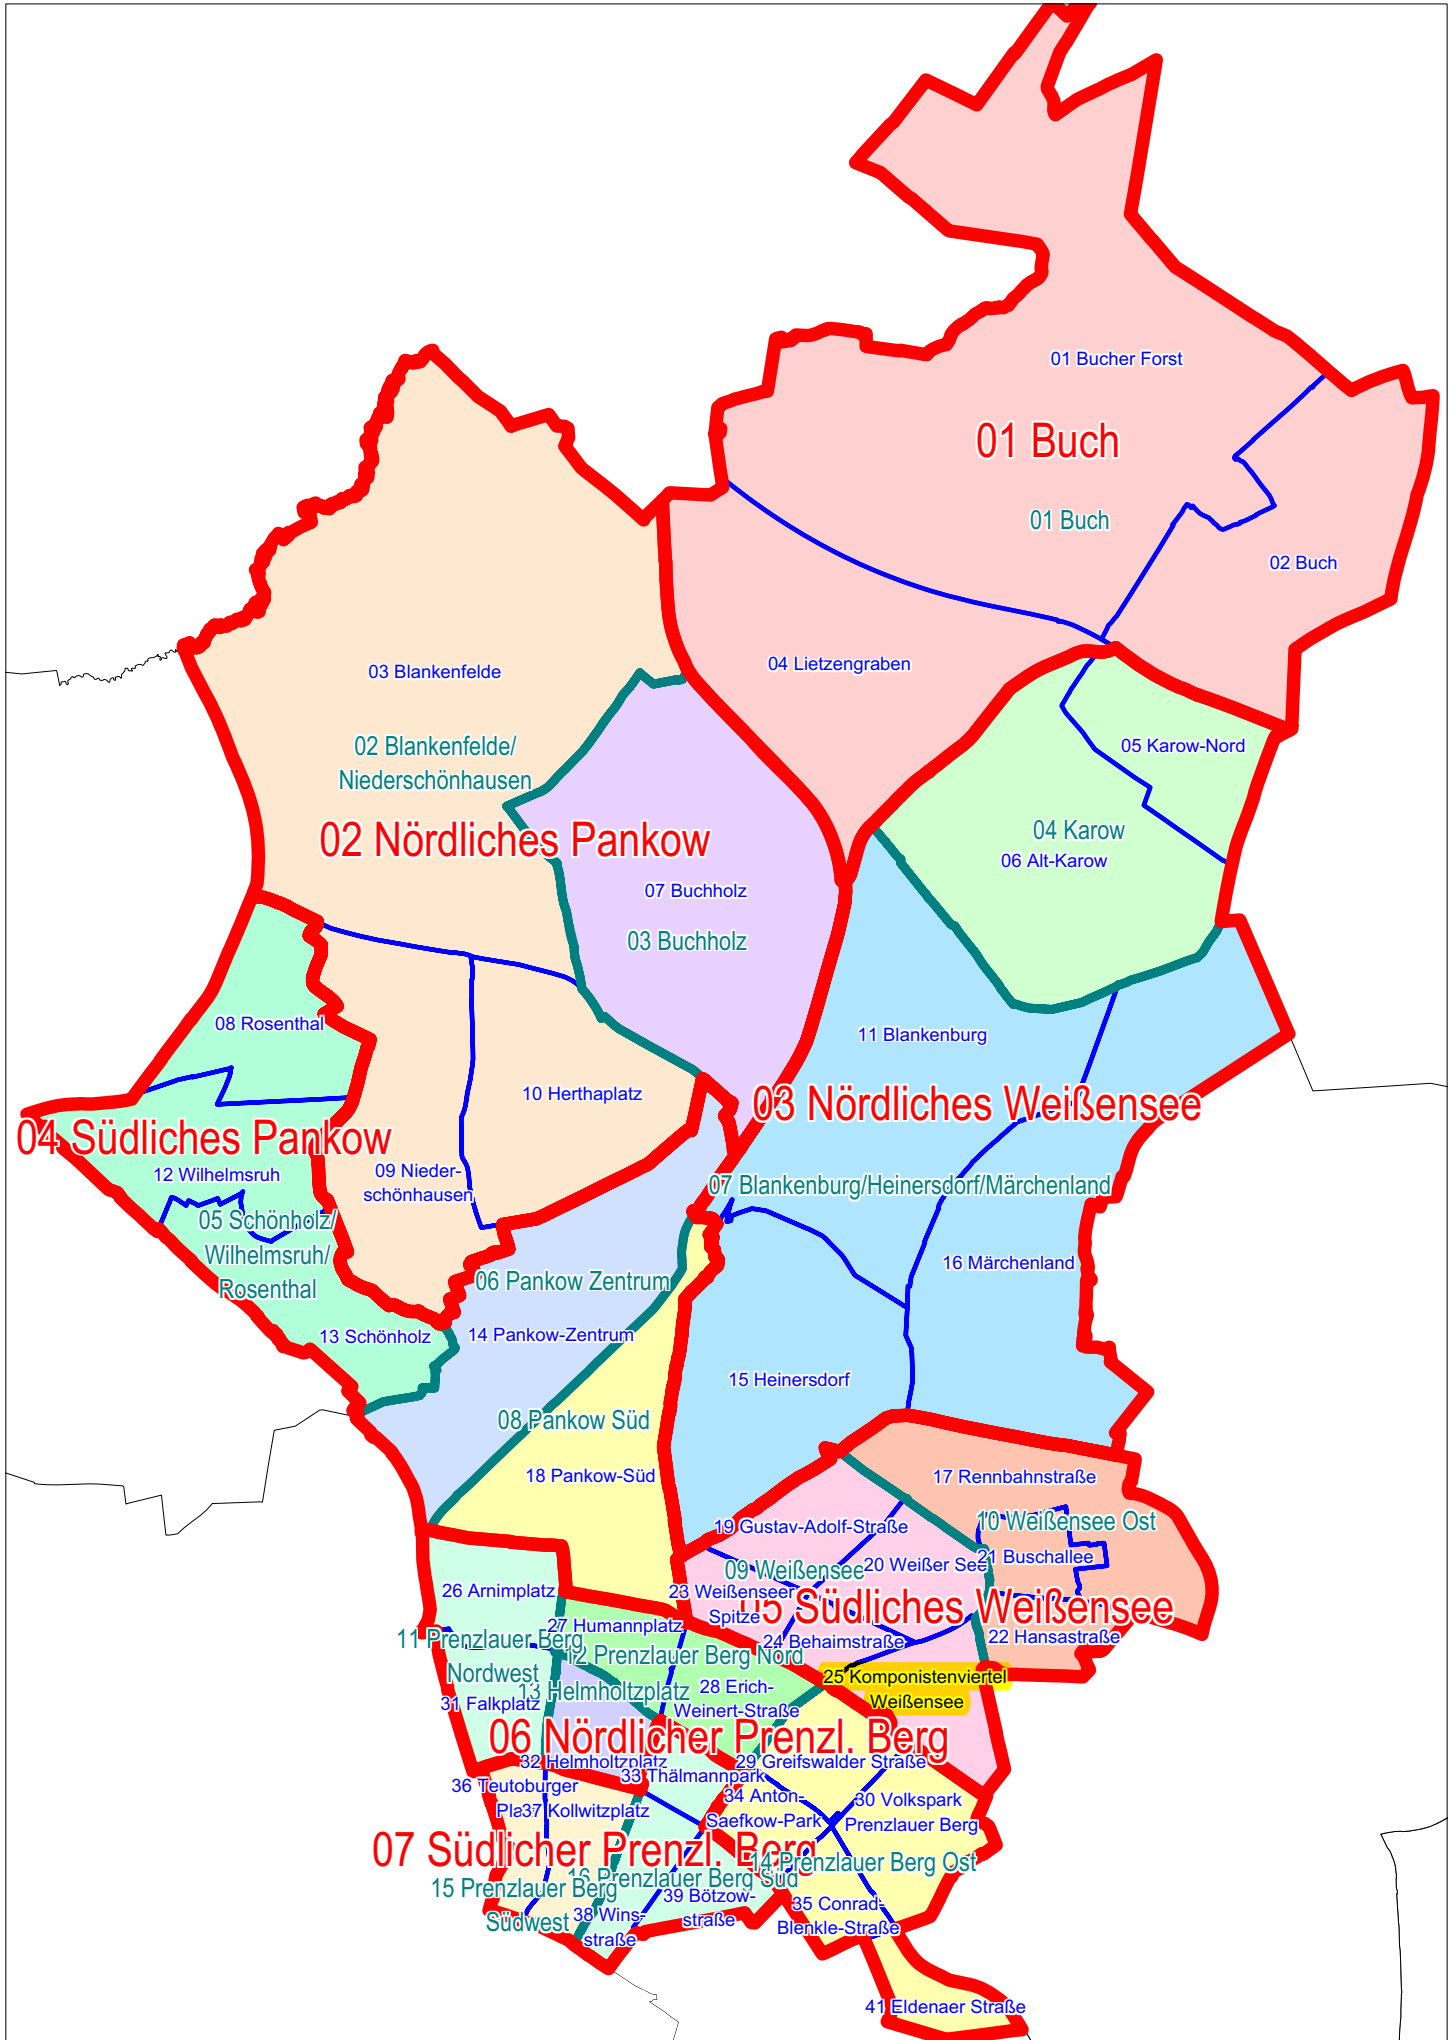 01 Bucher Forst
01 Buch
01 Buch
02 Buch
04 Lietzengraben
03 Blankenfelde
02 Blankenfelde/
Niederschönhausen
05 Karow-Nord
02 Nördliches Pankow
04 Karow
06 Alt-Karow
07 Buchholz
03 Buchholz
08 Rosenthal
11 Blankenburg
10 Herthaplatz
03 Nördliches Weißensee
04 Südliches Pankow
12 Wilhelmsruh
09 Nieder-
schönhausen
07 Blankenburg/Heinersdorf/Märchenland
05 Schönholz/
Wilhelmsruh/
Rosenthal
16 Märchenland
06 Pankow Zentrum
13 Schönholz
14 Pankow-Zentrum
15 Heinersdorf
08 Pankow Süd
18 Pankow-Süd
17 Rennbahnstraße
19 Gustav-Adolf-Straße
10 Weißensee Ost
20 Weißer See
21 Buschallee
09 Weißensee
26 Arnimplatz
23 Weißenseer
Spitze
05 Südliches Weißensee
27 Humannplatz
24 Behaimstraße
22 Hansastraße
11 Prenzlauer Berg
Nordwest
12 Prenzlauer Berg Nord
25 Komponistenviertel
Weißensee
13 Helmholtzplatz
28 Erich-
Weinert-Straße
31 Falkplatz
06 Nördlicher Prenzl. Berg
32 Helmholtzplatz
29 Greifswalder Straße
33 Thälmannpark
36 Teutoburger
Platz
37 Kollwitzplatz
34 Anton-
Saefkow-Park
30 Volkspark
Prenzlauer Berg
07 Südlicher Prenzl. Berg
14 Prenzlauer Berg Ost
16 Prenzlauer Berg Süd
15 Prenzlauer Berg
Südwest
39 Bötzow-
straße
38 Wins-
straße
35 Conrad-
Blenkle-Straße
41 Eldenaer Straße